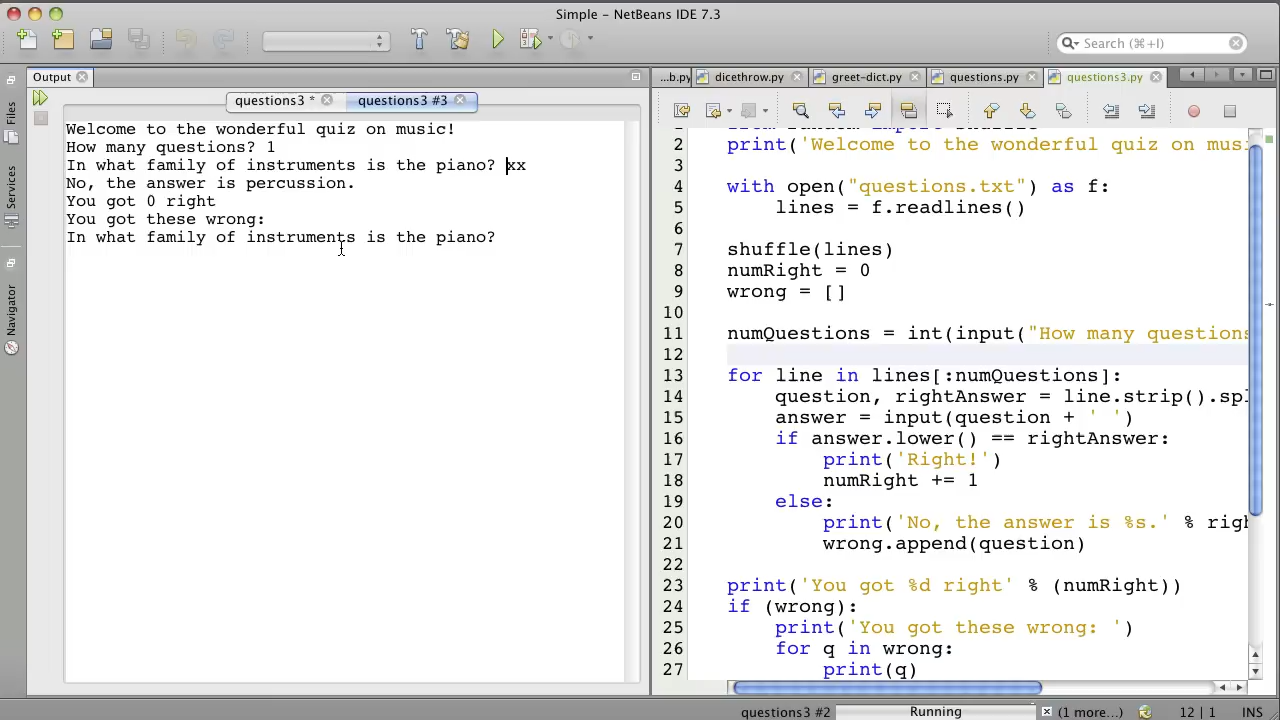 Simple - NetBeans IDE 7.3
Search (⌘+I)
Output
...b.py
dicethrow.py
greet-dict.py
questions.py
questions3.py
questions3 *
questions3 #3
Files
Services
Navigator
Welcome to the wonderful quiz on music!
How many questions? 1
In what family of instruments is the piano? xx
No, the answer is percussion.
You got 0 right
You got these wrong:
In what family of instruments is the piano?
2 print('Welcome to the wonderful quiz on musi
3
4 with open("questions.txt") as f:
5 lines = f.readlines()
6
7 shuffle(lines)
8 numRight = 0
9 wrong = []
10
11 numQuestions = int(input("How many questions
12
13 for line in lines[:numQuestions]:
14 question, rightAnswer = line.strip().spl
15 answer = input(question + ' ')
16 if answer.lower() == rightAnswer:
17 print('Right!')
18 numRight += 1
19 else:
20 print('No, the answer is %s.' % righ
21 wrong.append(question)
22
23 print('You got %d right' % (numRight))
24 if (wrong):
25 print('You got these wrong: ')
26 for q in wrong:
27 print(q)
questions3 #2
Running
(1 more...)
12 | 1
INS